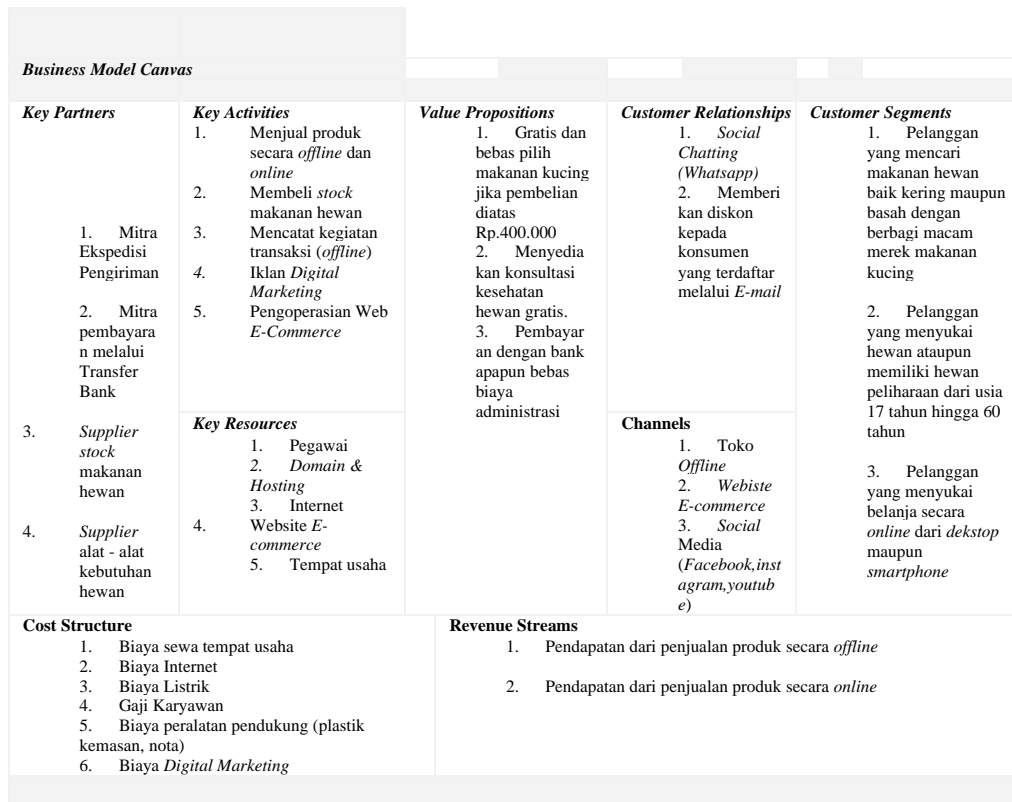 Business Model Canvas
Key Partners
1. Mitra
Ekspedisi
Pengiriman
2. Mitra
pembayara
n melalui
Transfer
Bank
3. Supplier
stock
makanan
hewan
4. Supplier
alat - alat
kebutuhan
hewan
Key Activities
1. Menjual produk
secara offline dan
online
2. Membeli stock
makanan hewan
3. Mencatat kegiatan
transaksi (offline)
4. Iklan Digital
Marketing
5. Pengoperasian Web
E-Commerce
Key Resources
1. Pegawai
2. Domain &
Hosting
3. Internet
4. Website E-
commerce
5. Tempat usaha
Value Propositions
1. Gratis dan
bebas pilih
makanan kucing
jika pembelian
diatas
Rp.400.000
2. Menyedia
kan konsultasi
kesehatan
hewan gratis.
3. Pembayar
an dengan bank
apapun bebas
biaya
administrasi
Customer Relationships
1. Social
Chatting
(Whatsapp)
2. Memberi
kan diskon
kepada
konsumen
yang terdaftar
melalui E-mail
Channels
1. Toko
Offline
2. Webiste
E-commerce
3. Social
Media
(Facebook,inst
agram,youtub
e)
Customer Segments
1. Pelanggan
yang mencari
makanan hewan
baik kering maupun
basah dengan
berbagi macam
merek makanan
kucing
2. Pelanggan
yang menyukai
hewan ataupun
memiliki hewan
peliharaan dari usia
17 tahun hingga 60
tahun
3. Pelanggan
yang menyukai
belanja secara
online dari dekstop
maupun
smartphone
Cost Structure
1. Biaya sewa tempat usaha
2. Biaya Internet
3. Biaya Listrik
4. Gaji Karyawan
5. Biaya peralatan pendukung (plastik
kemasan, nota)
6. Biaya Digital Marketing
Revenue Streams
1. Pendapatan dari penjualan produk secara offline
2. Pendapatan dari penjualan produk secara online